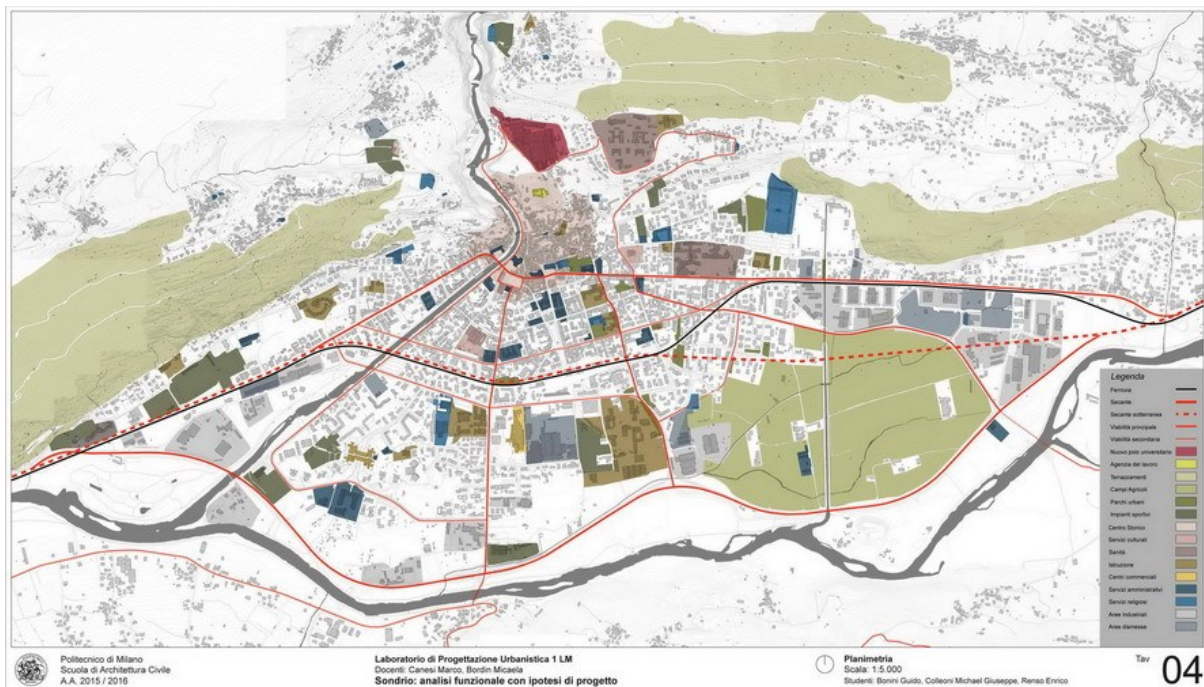 Legenda
Ferrovia
Secante
Secante sotterranea
Viabilità principale
Viabilità secondaria
Nuovo polo universitario
Agenzia del lavoro
Terrazzamenti
Campi Agricoli
Parchi urbani
Impianti sportivi
Centro Storico
Servizi culturali
Sanità
Istruzione
Centri commerciali
Servizi amministrativi
Servizi religiosi
Aree industriali
Aree dismesse
Politecnico di Milano
Scuola di Architettura Civile
A.A. 2015 / 2016
Laboratorio di Progettazione Urbanistica 1 LM
Docenti: Canesi Marco, Bordin Micaela
Sondrio: analisi funzionale con ipotesi di progetto
Planimetria
Scala: 1:5.000
Studenti: Bonini Guido, Colleoni Michael Giuseppe, Renso Enrico
Tav 04